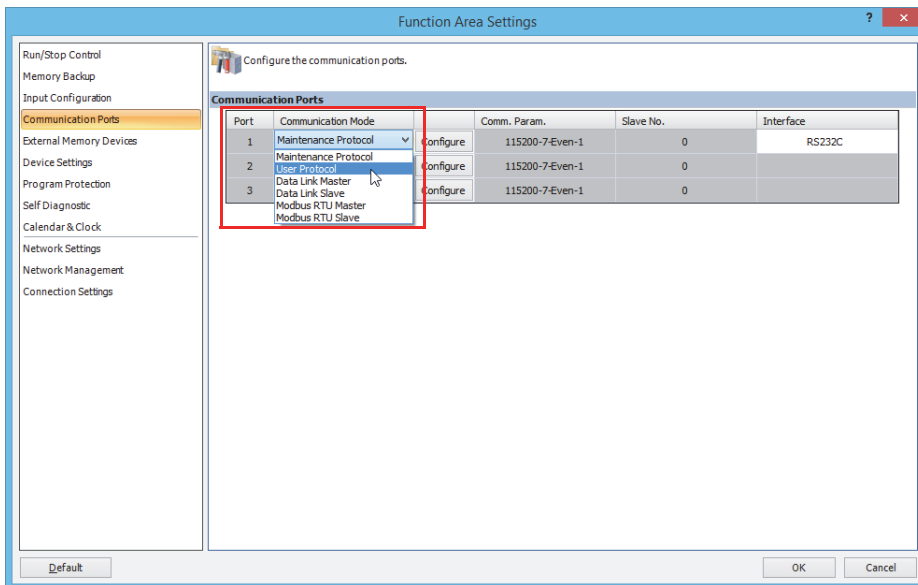 Function Area Settings
?
×
Run/Stop Control
Memory Backup
Input Configuration
Communication Ports
External Memory Devices
Device Settings
Program Protection
Self Diagnostic
Calendar & Clock
Network Settings
Network Management
Connection Settings
Configure the communication ports.
Communication Ports
Port Communication Mode Comm. Param. Slave No. Interface
1 Maintenance Protocol Configure 115200-7-Even-1 0 RS232C
2 Configure 115200-7-Even-1 0
3 Configure 115200-7-Even-1 0
Maintenance Protocol
User Protocol
Data Link Master
Data Link Slave
Modbus RTU Master
Modbus RTU Slave
Default
OK
Cancel